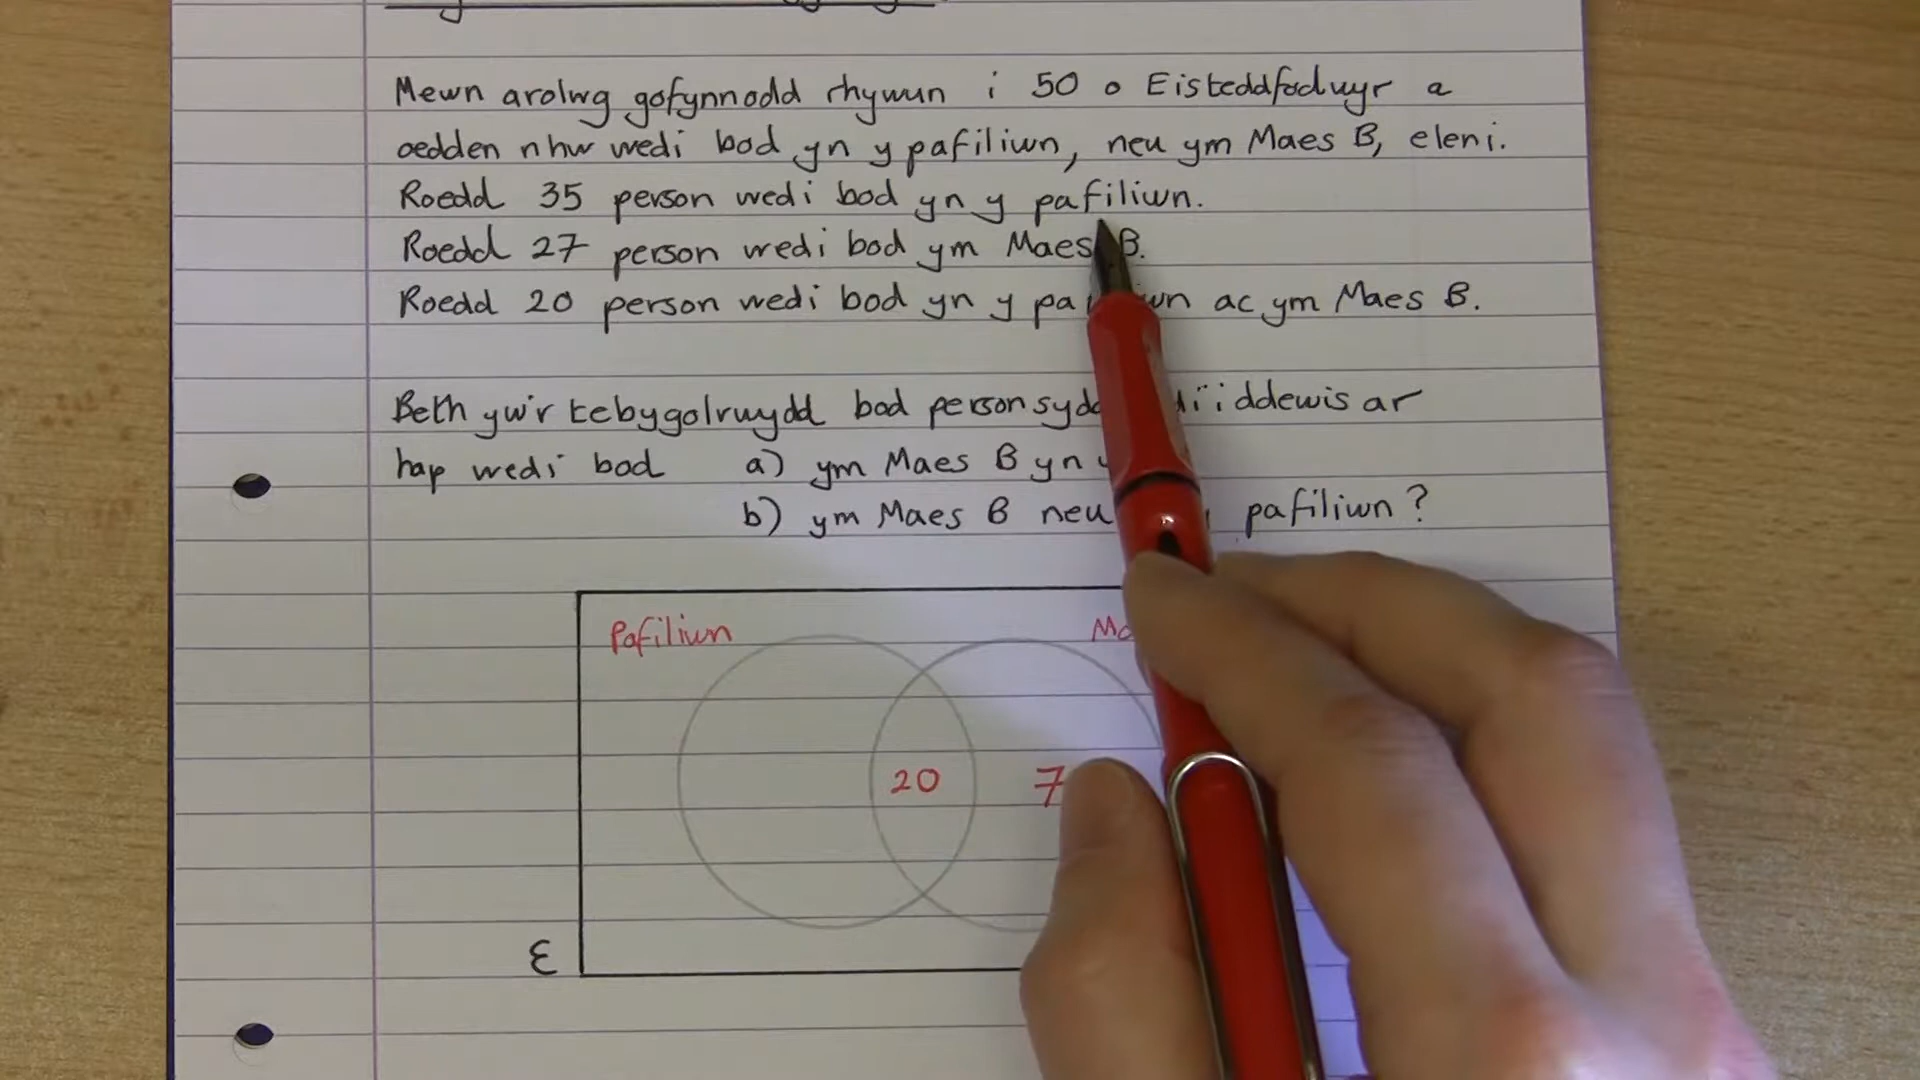 Mewn arolwg gofynnodd rhywun i 50 o Eisteddfodwyr a
oedden nhw wedi bod yn y pafiliwn, neu ym Maes B, eleni.
Roedd 35 person wedi bod yn y pafiliwn.
Roedd 27 person wedi bod ym Maes B.
Roedd 20 person wedi bod yn y ac ym Maes B.
Beth yw'r tebygolrwydd bod person i ddewis ar
hap wedi bod a) ym Maes B yn
b) ym Maes B neu pafiliwn?
Pafiliwn
20 7
ℰ